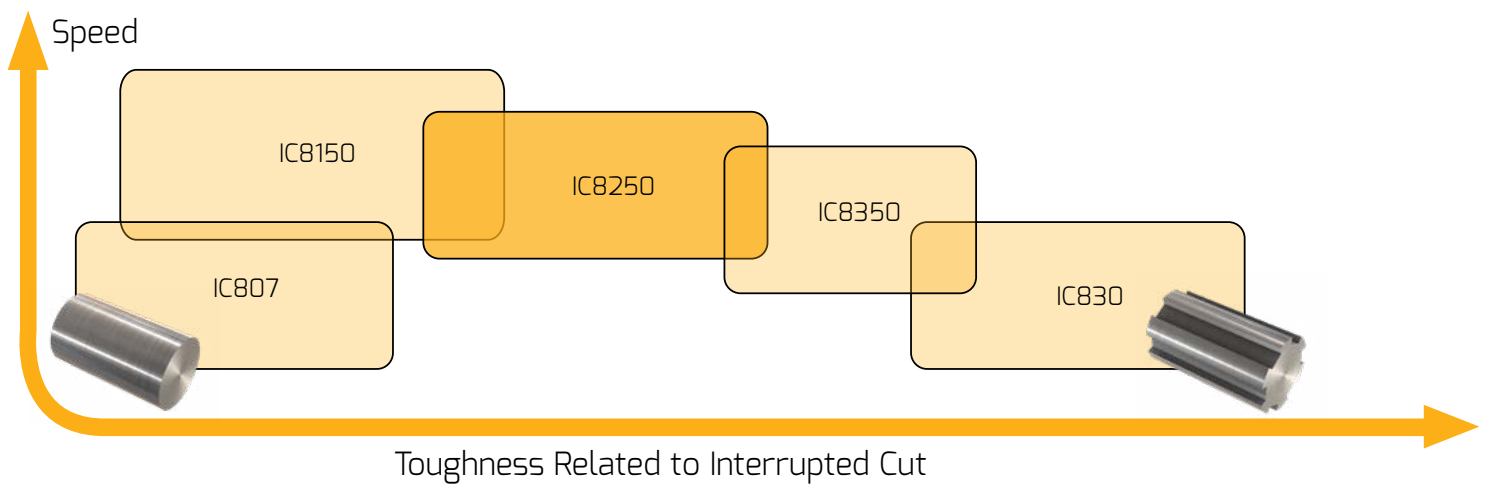 Speed
IC8150
IC8250
IC8350
IC807
IC830
Toughness Related to Interrupted Cut